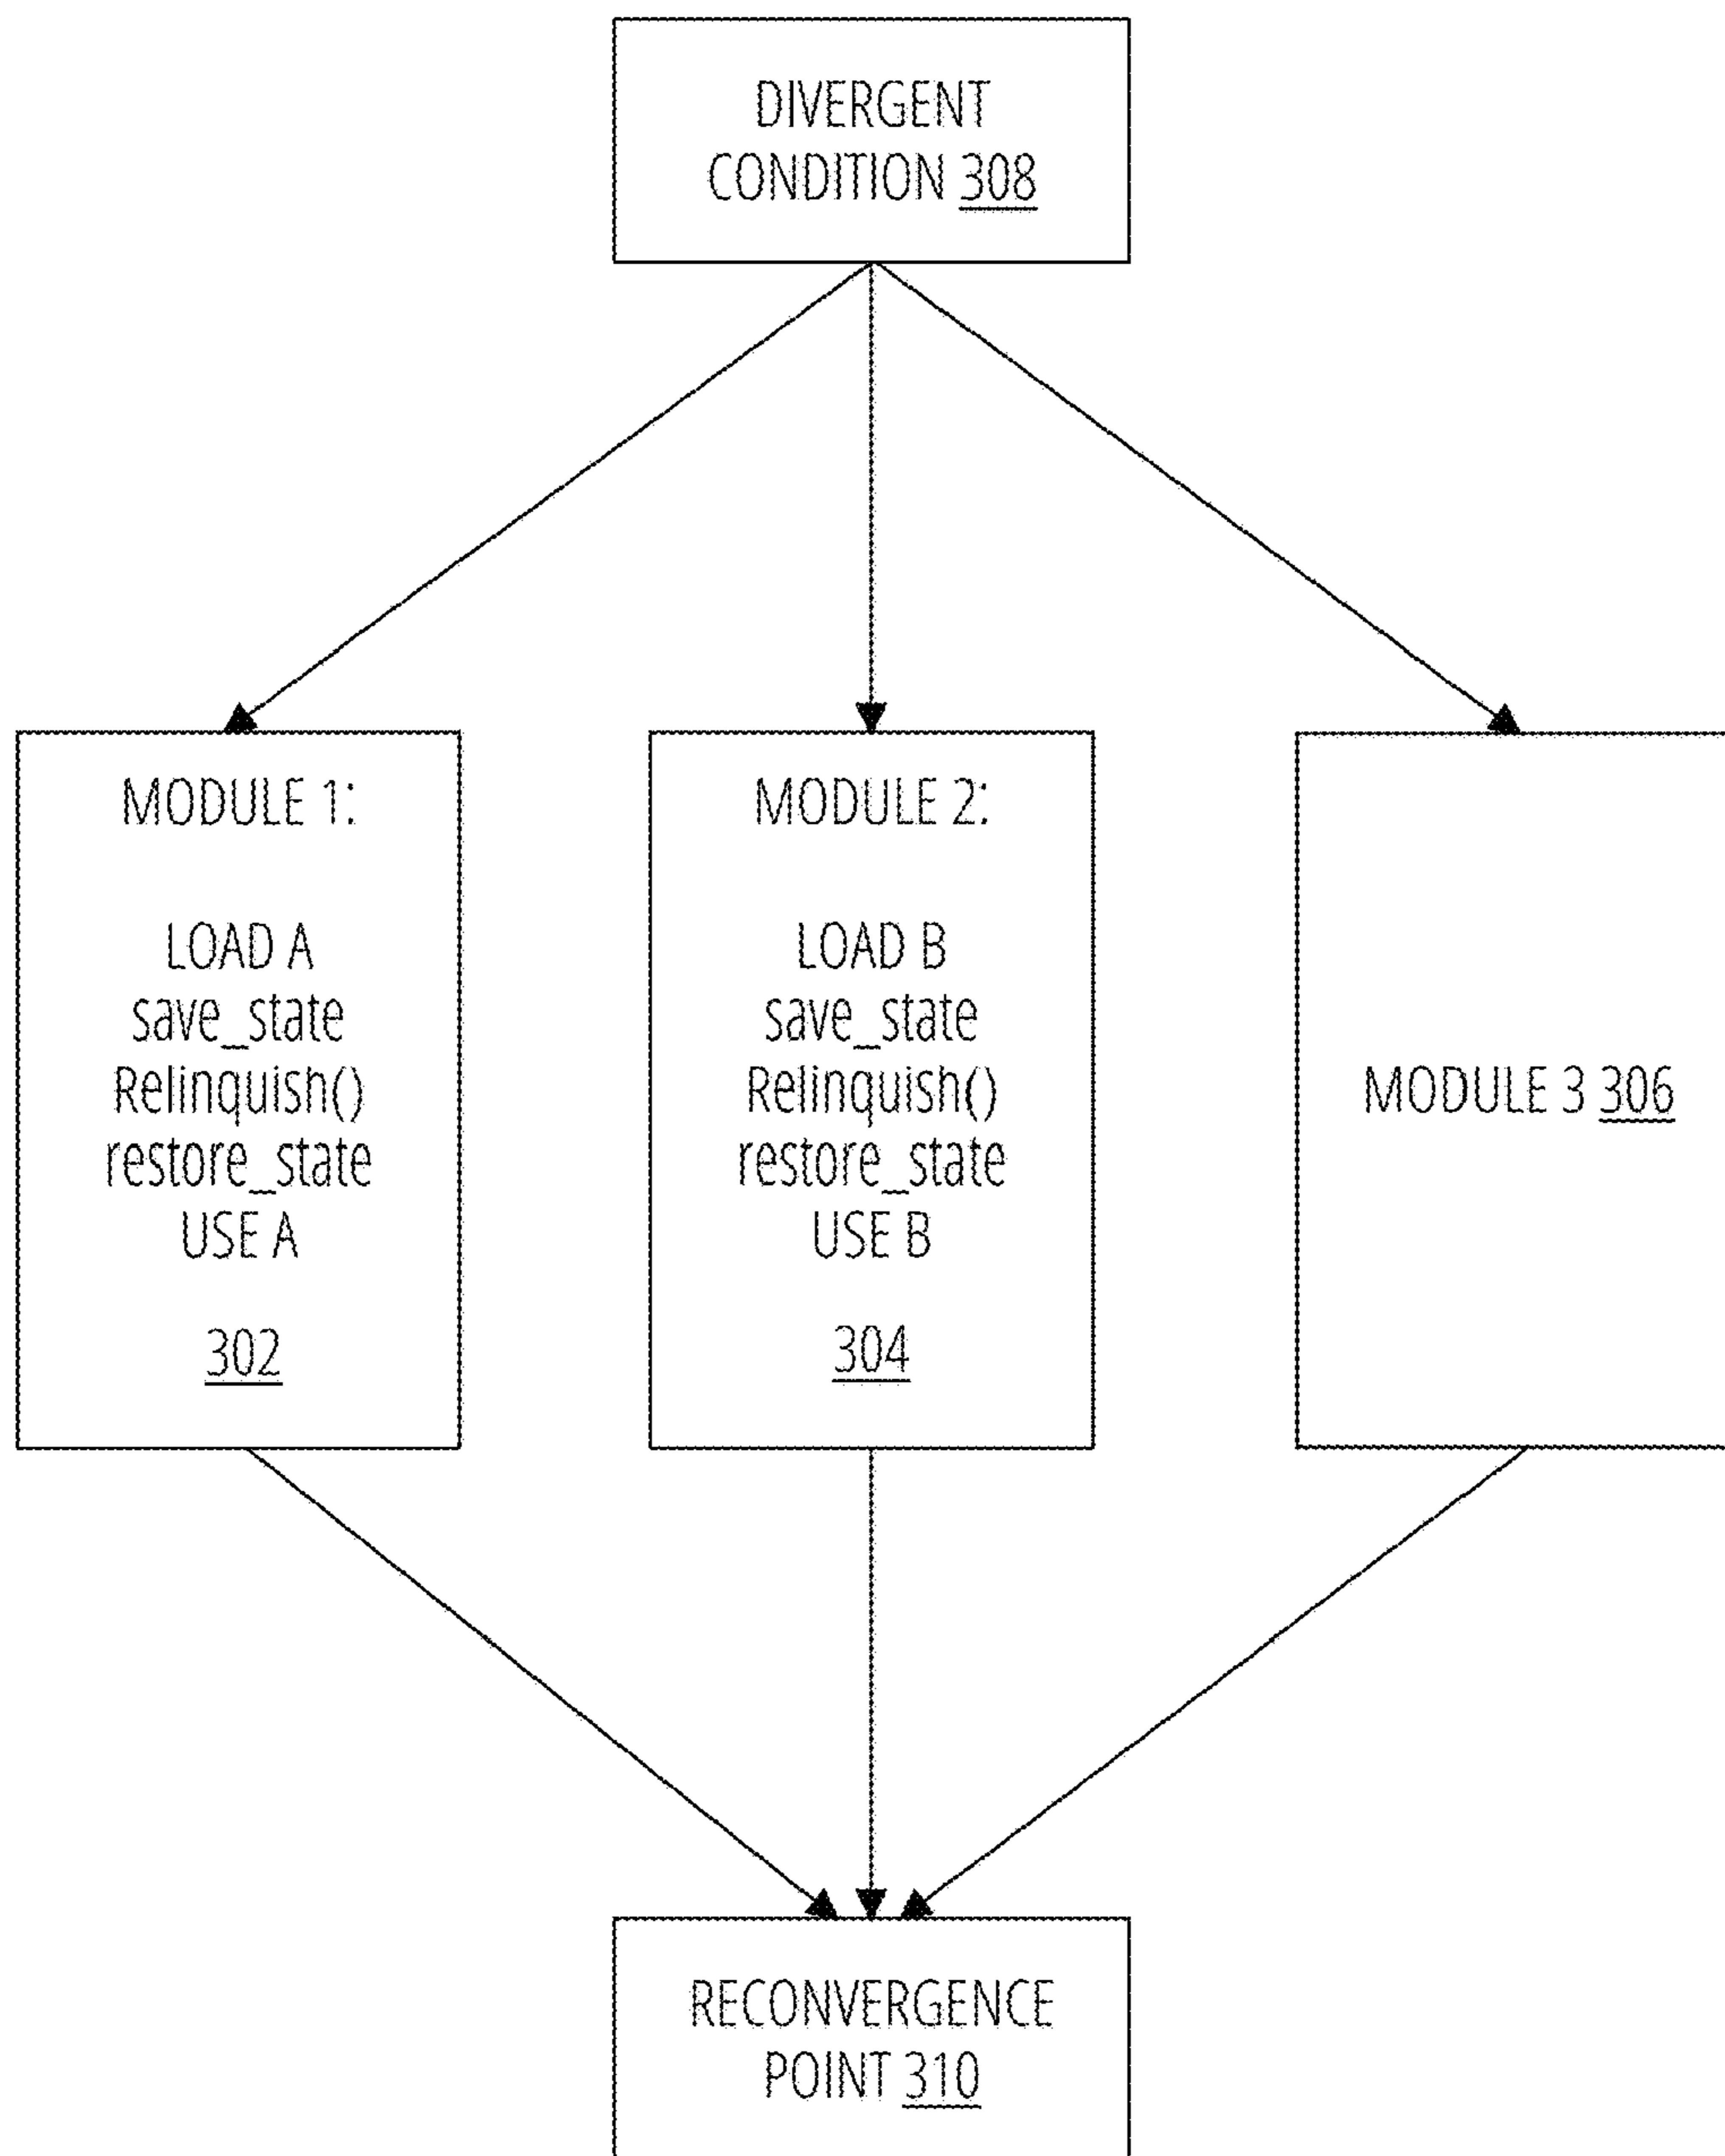 DIVERGENT
CONDITION 308
MODULE 1:
LOAD A
save_state
Relinquish()
restore_state
USE A
302
MODULE 2:
LOAD B
save_state
Relinquish()
restore_state
USE B
304
MODULE 3 306
RECONVERGENCE
POINT 310